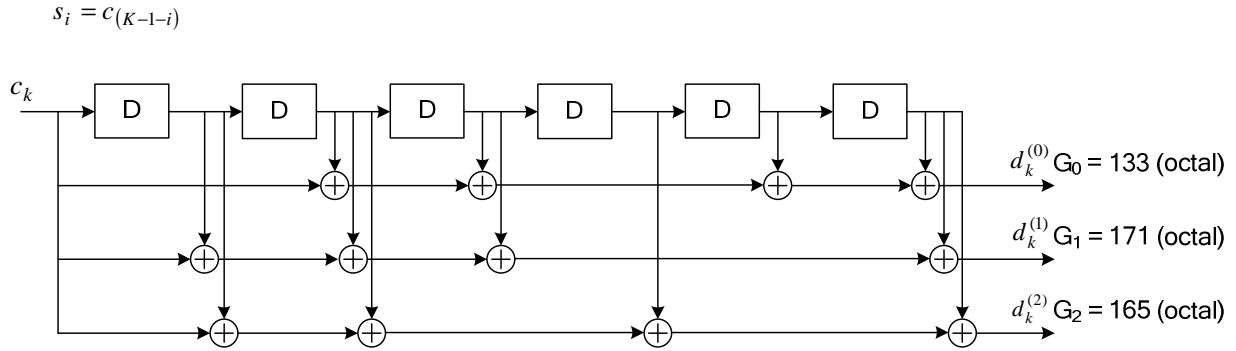 s_i = c_(K−1−i)
c_k
D D D D D D
d_k^(0) G_0 = 133 (octal)
d_k^(1) G_1 = 171 (octal)
d_k^(2) G_2 = 165 (octal)